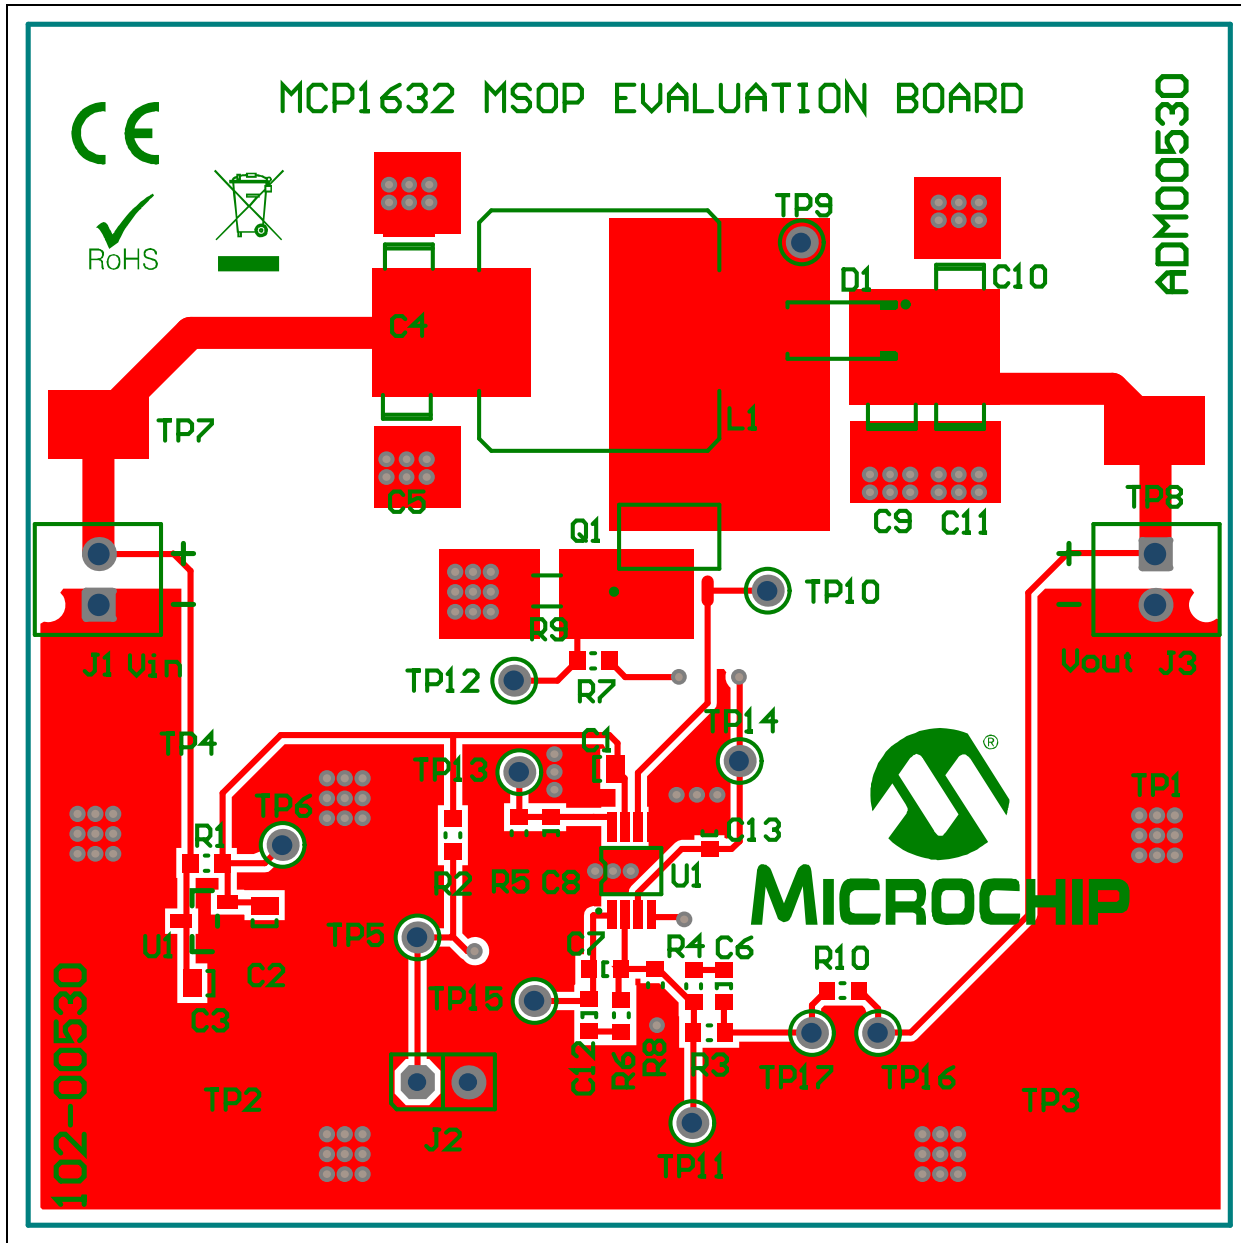 MCP1632 MSOP EVALUATION BOARD
ADM00530
CE
RoHS
TP9
D1
C10
C4
TP7
L1
C5
TP8
C9
C11
Q1
+
+
-
-
TP10
R9
J1 Vin
Vout J3
TP12
R7
TP14
TP4
C1
®
TP13
TP1
TP6
R1
C13
R2
R5
C8
U1
MICROCHIP
TP5
U1
C7
R4
C6
R10
C2
TP15
C3
C12
R6
R8
R3
TP17
TP16
TP2
TP3
J2
TP11
102-00530